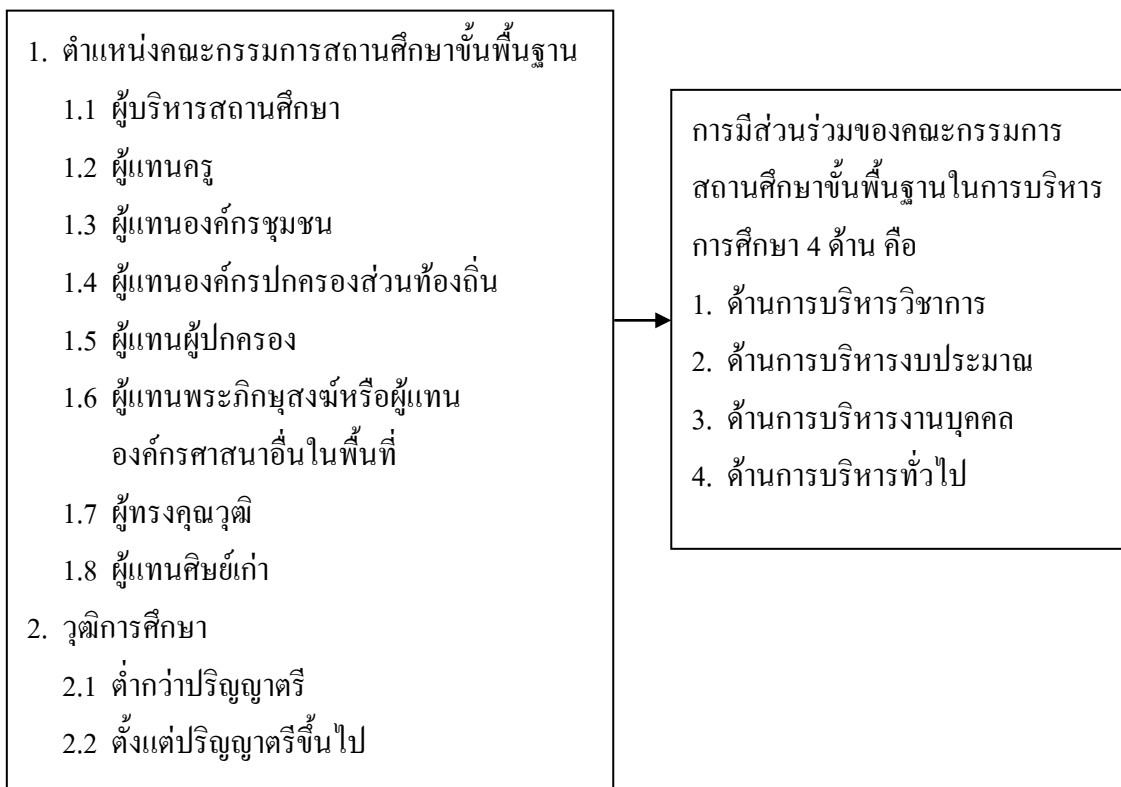 1. ตำแหน่งคณะกรรมการสถานศึกษาขั้นพื้นฐาน
1.1 ผู้บริหารสถานศึกษา
1.2 ผู้แทนครู
1.3 ผู้แทนองค์กรชุมชน
1.4 ผู้แทนองค์กรปกครองส่วนท้องถิ่น
1.5 ผู้แทนผู้ปกครอง
1.6 ผู้แทนพระภิกษุสงฆ์หรือผู้แทน
องค์กรศาสนาอื่นในพื้นที่
1.7 ผู้ทรงคุณวุฒิ
1.8 ผู้แทนศิษย์เก่า
2. วุฒิการศึกษา
2.1 ต่ำกว่าปริญญาตรี
2.2 ตั้งแต่ปริญญาตรีขึ้นไป
การมีส่วนร่วมของคณะกรรมการ
สถานศึกษาขั้นพื้นฐานในการบริหาร
การศึกษา 4 ด้าน คือ
1. ด้านการบริหารวิชาการ
2. ด้านการบริหารงบประมาณ
3. ด้านการบริหารงานบุคคล
4. ด้านการบริหารทั่วไป